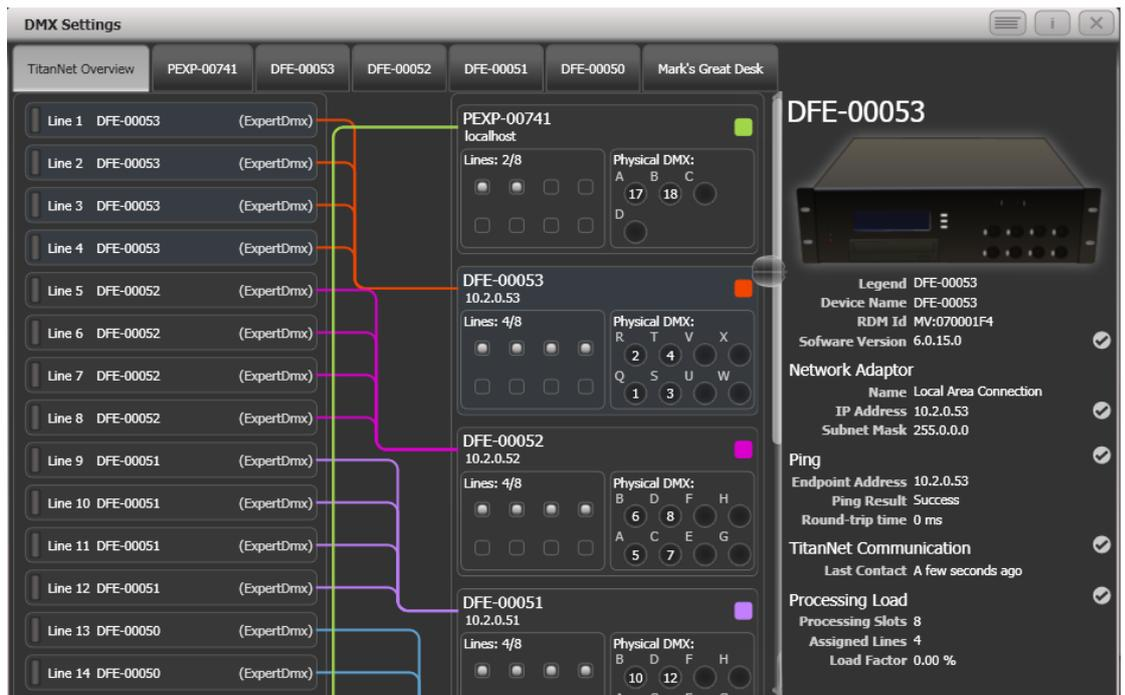 DMX Settings
i
TitanNet Overview PEXP-00741 DFE-00053 DFE-00052 DFE-00051 DFE-00050 Mark's Great Desk
Line 1 DFE-00053 (ExpertDmx)
Line 2 DFE-00053 (ExpertDmx)
Line 3 DFE-00053 (ExpertDmx)
Line 4 DFE-00053 (ExpertDmx)
Line 5 DFE-00052 (ExpertDmx)
Line 6 DFE-00052 (ExpertDmx)
Line 7 DFE-00052 (ExpertDmx)
Line 8 DFE-00052 (ExpertDmx)
Line 9 DFE-00051 (ExpertDmx)
Line 10 DFE-00051 (ExpertDmx)
Line 11 DFE-00051 (ExpertDmx)
Line 12 DFE-00051 (ExpertDmx)
Line 13 DFE-00050 (ExpertDmx)
Line 14 DFE-00050 (ExpertDmx)
PEXP-00741
localhost
Lines: 2/8
Physical DMX:
A B C
17 18
D
DFE-00053
10.2.0.53
Lines: 4/8
Physical DMX:
R T V X
2 4
Q S U W
1 3
DFE-00052
10.2.0.52
Lines: 4/8
Physical DMX:
B D F H
6 8
A C E G
5 7
DFE-00051
10.2.0.51
Lines: 4/8
Physical DMX:
B D F H
10 12
DFE-00053
Legend DFE-00053
Device Name DFE-00053
RDM Id MV:070001F4
Sofware Version 6.0.15.0
Network Adaptor
Name Local Area Connection
IP Address 10.2.0.53
Subnet Mask 255.0.0.0
Ping
Endpoint Address 10.2.0.53
Ping Result Success
Round-trip time 0 ms
TitanNet Communication
Last Contact A few seconds ago
Processing Load
Processing Slots 8
Assigned Lines 4
Load Factor 0.00 %